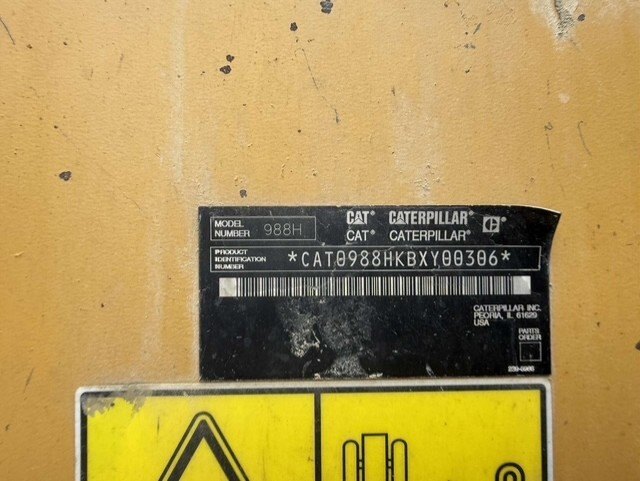 MODEL NUMBER 988H
CAT® CATERPILLAR®
CAT® CATERPILLAR®
PRODUCT IDENTIFICATION NUMBER *CAT0988HKBXY00306*
CATERPILLAR INC.
PEORIA, IL 61629
USA
PARTS
ORDER